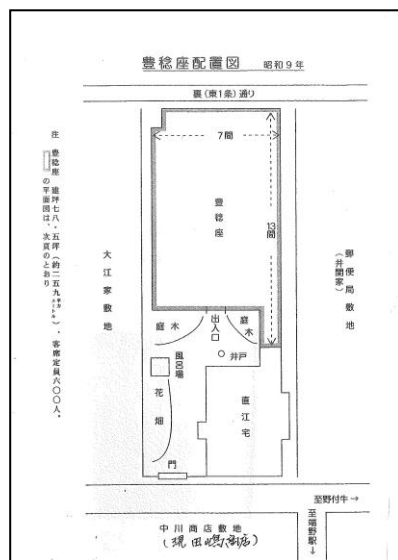 豊稔座配置図 昭和9年
裏(東1条)通り
7間
13間
豊稔座
大江家敷地
郵便局敷地
(井関家)
注 豊稔座 建坪七八・五坪(約二五九平方メートル)、客席定員六〇〇人。
の平面図は、次頁のとおり
庭木
出入口
庭木
井戸
風呂場
花畑
直江宅
門
至野付牛→
至端野駅↓
中川商店敷地